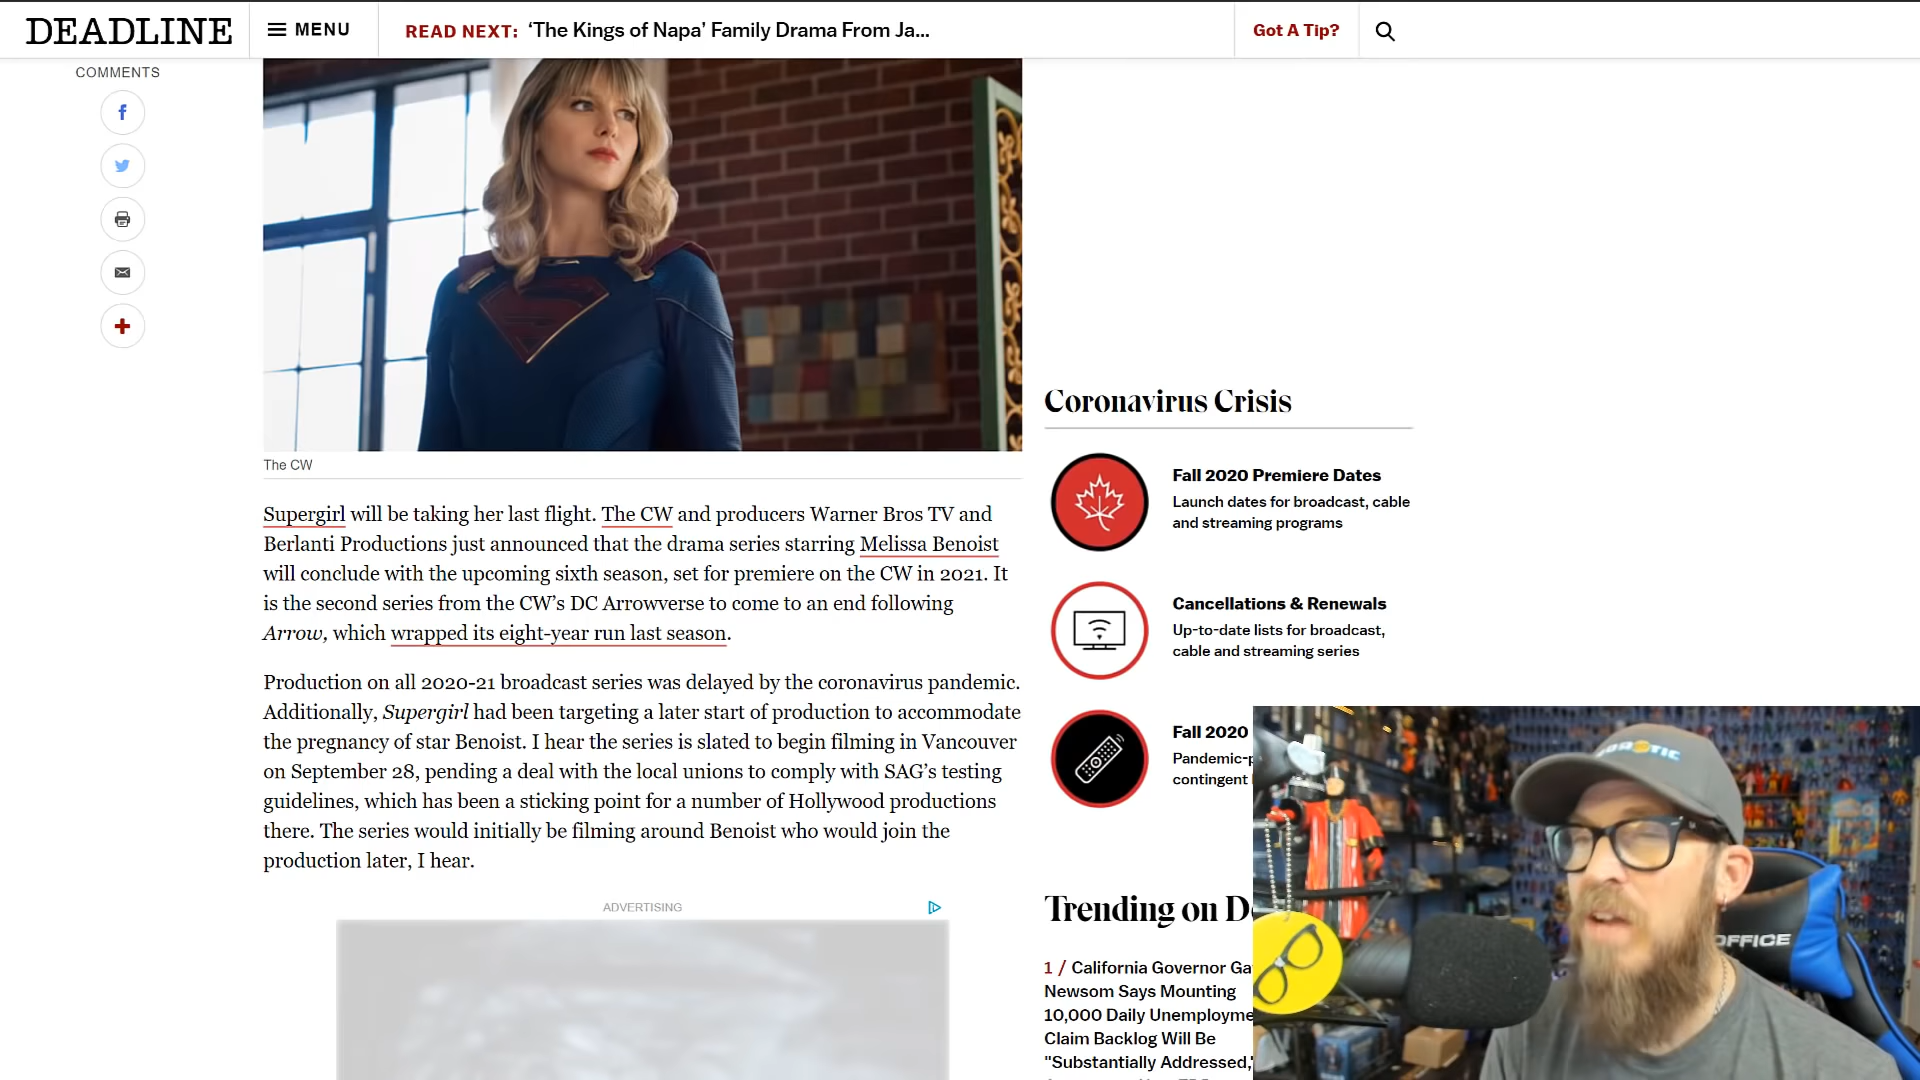 DEADLINE
MENU
READ NEXT: ‘The Kings of Napa’ Family Drama From Ja...
Got A Tip?
COMMENTS
The CW
Supergirl will be taking her last flight. The CW and producers Warner Bros TV and
Berlanti Productions just announced that the drama series starring Melissa Benoist
will conclude with the upcoming sixth season, set for premiere on the CW in 2021. It
is the second series from the CW’s DC Arrowverse to come to an end following
Arrow, which wrapped its eight-year run last season.
Production on all 2020-21 broadcast series was delayed by the coronavirus pandemic.
Additionally, Supergirl had been targeting a later start of production to accommodate
the pregnancy of star Benoist. I hear the series is slated to begin filming in Vancouver
on September 28, pending a deal with the local unions to comply with SAG’s testing
guidelines, which has been a sticking point for a number of Hollywood productions
there. The series would initially be filming around Benoist who would join the
production later, I hear.
ADVERTISING
Coronavirus Crisis
Fall 2020 Premiere Dates
Launch dates for broadcast, cable
and streaming programs
Cancellations & Renewals
Up-to-date lists for broadcast,
cable and streaming series
Fall 2020
Pandemic-
contingent
Trending on
1 / California Governor
Newsom Says Mounting
10,000 Daily
Claim Backlog Will Be
"Substantially Addressed,"
OFFICE